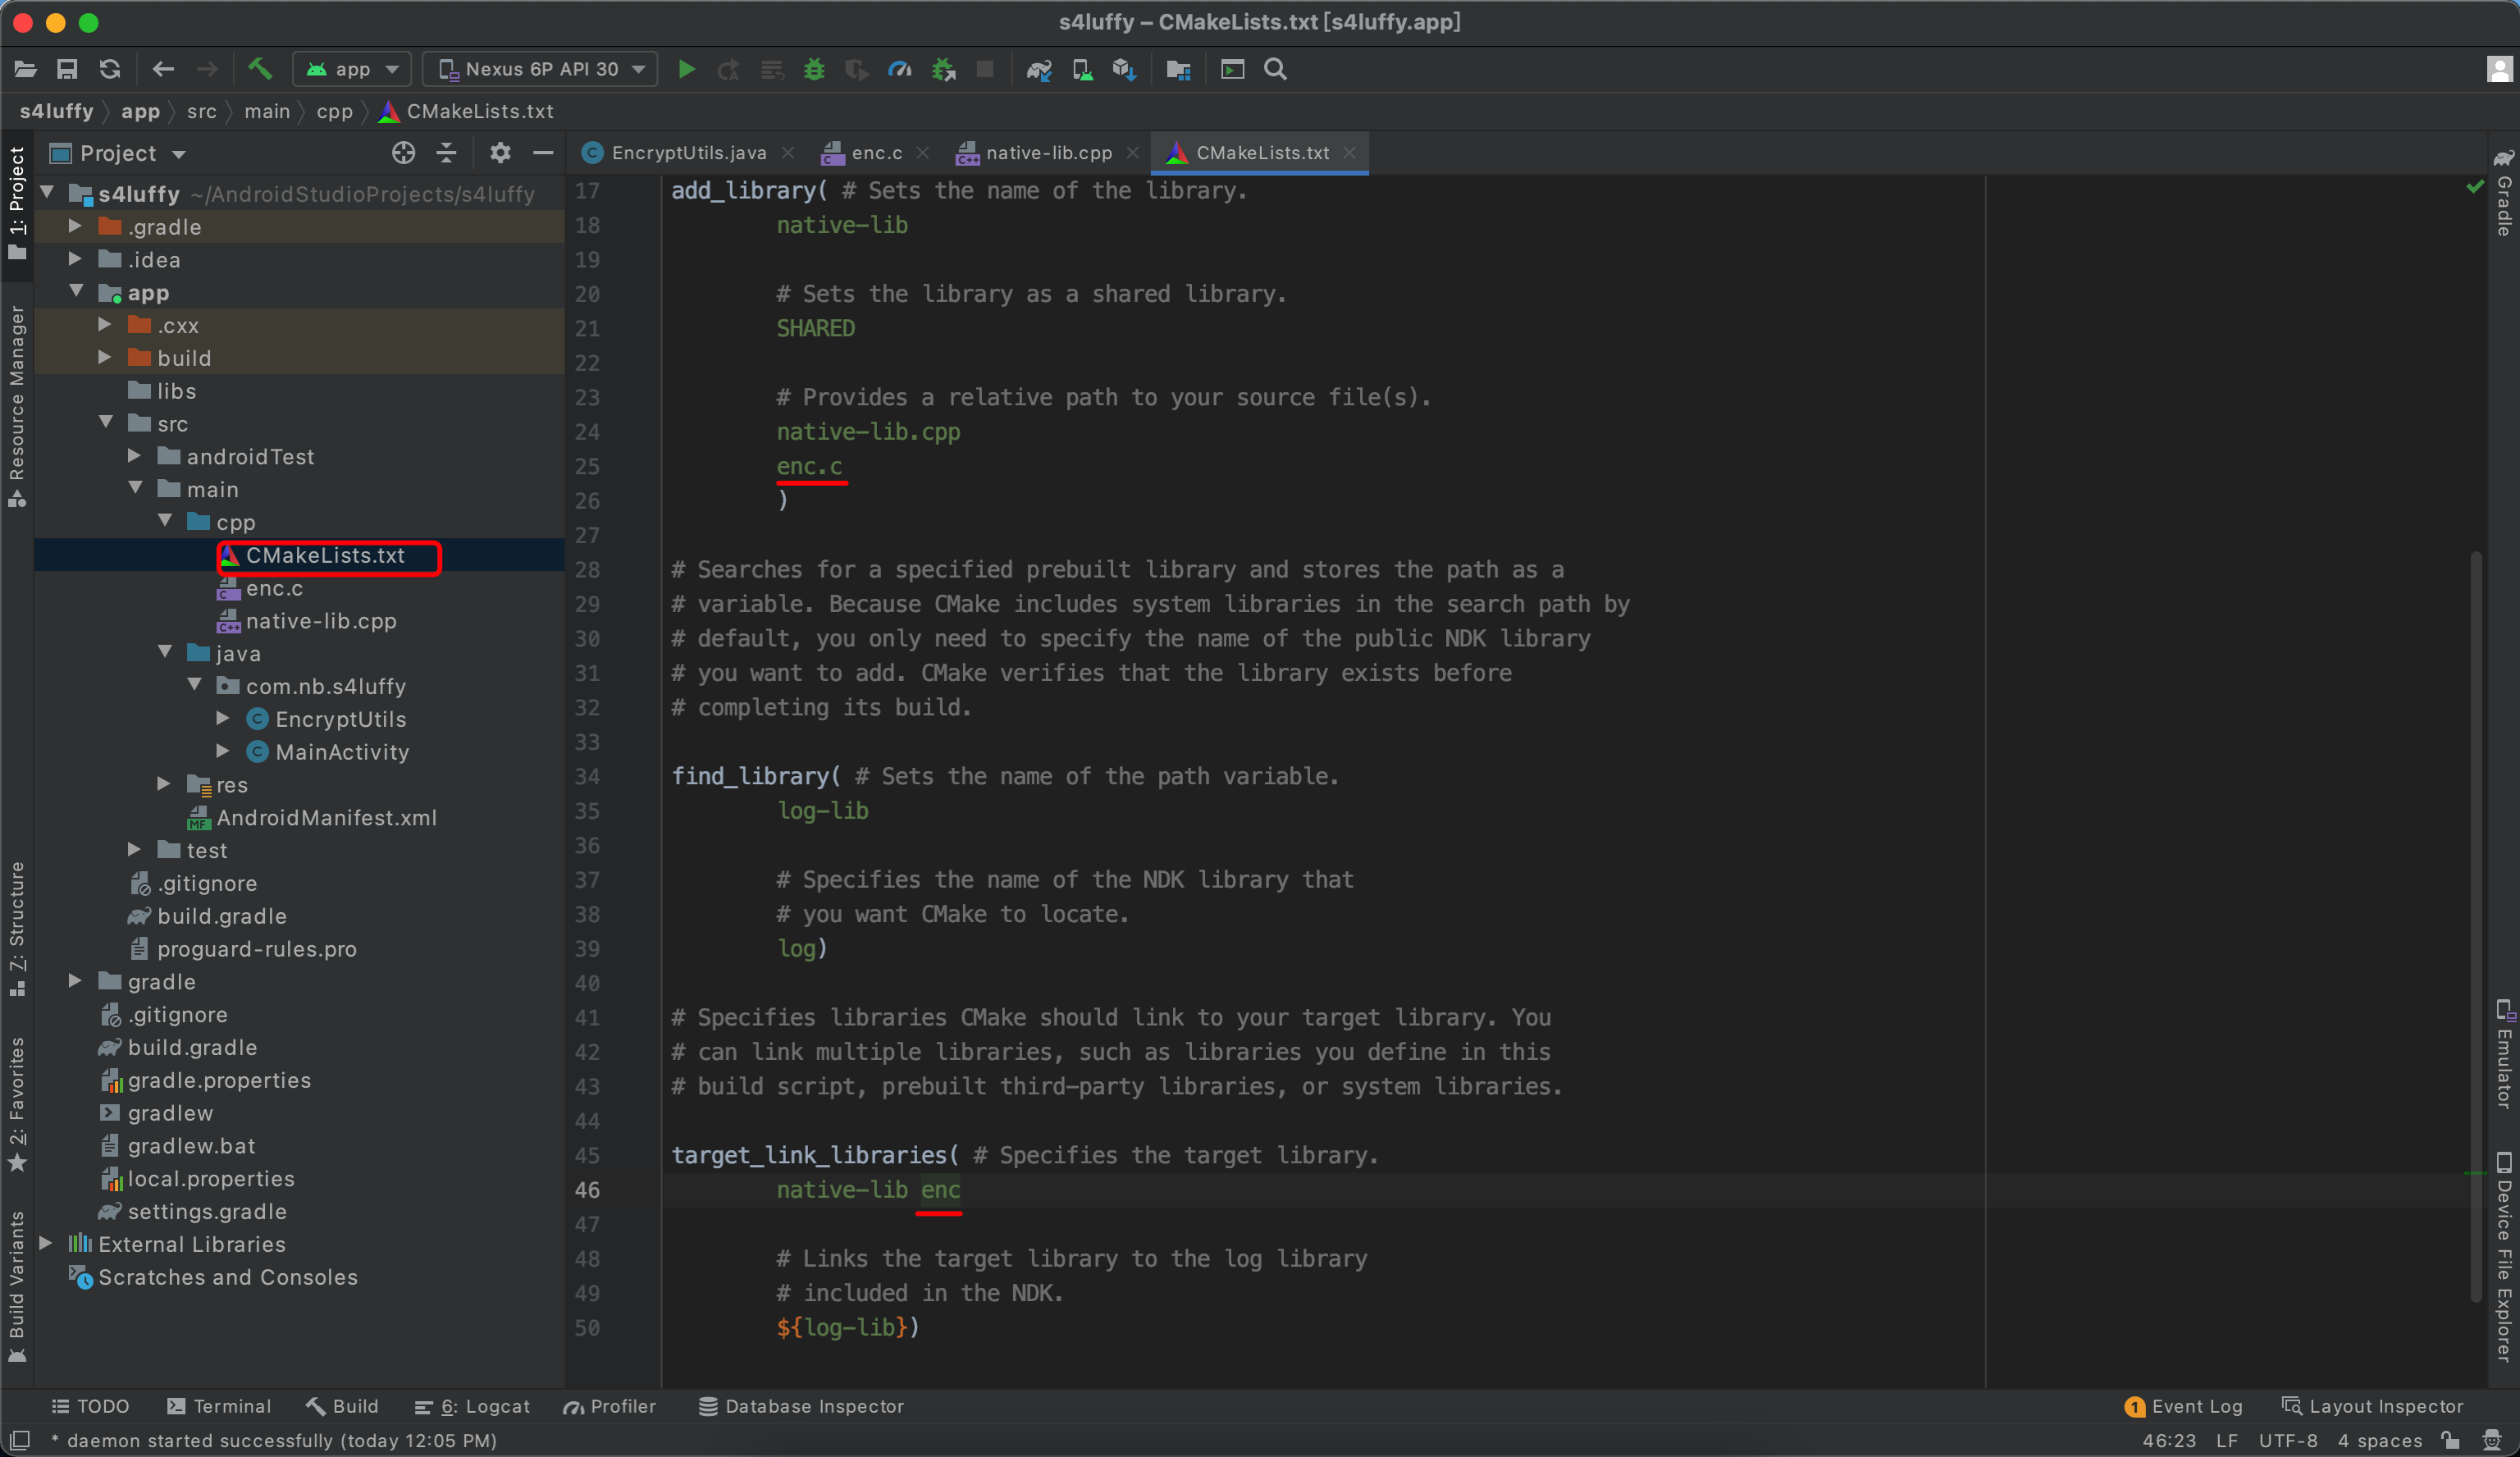 s4luffy – CMakeLists.txt [s4luffy.app]
app
Nexus 6P API 30
s4luffy
app
src
main
cpp
CMakeLists.txt
Project
EncryptUtils.java
enc.c
native-lib.cpp
CMakeLists.txt
1: Project
Resource Manager
Z: Structure
2: Favorites
Build Variants
s4luffy ~/AndroidStudioProjects/s4luffy
.gradle
.idea
app
.cxx
build
libs
src
androidTest
main
cpp
CMakeLists.txt
enc.c
native-lib.cpp
java
com.nb.s4luffy
EncryptUtils
MainActivity
res
AndroidManifest.xml
test
.gitignore
build.gradle
proguard-rules.pro
gradle
.gitignore
build.gradle
gradle.properties
gradlew
gradlew.bat
local.properties
settings.gradle
External Libraries
Scratches and Consoles
17 add_library( # Sets the name of the library.
18 native-lib
19
20 # Sets the library as a shared library.
21 SHARED
22
23 # Provides a relative path to your source file(s).
24 native-lib.cpp
25 enc.c
26 )
27
28 # Searches for a specified prebuilt library and stores the path as a
29 # variable. Because CMake includes system libraries in the search path by
30 # default, you only need to specify the name of the public NDK library
31 # you want to add. CMake verifies that the library exists before
32 # completing its build.
33
34 find_library( # Sets the name of the path variable.
35 log-lib
36
37 # Specifies the name of the NDK library that
38 # you want CMake to locate.
39 log)
40
41 # Specifies libraries CMake should link to your target library. You
42 # can link multiple libraries, such as libraries you define in this
43 # build script, prebuilt third-party libraries, or system libraries.
44
45 target_link_libraries( # Specifies the target library.
46 native-lib enc
47
48 # Links the target library to the log library
49 # included in the NDK.
50 ${log-lib})
Gradle
Emulator
Device File Explorer
TODO
Terminal
Build
6: Logcat
Profiler
Database Inspector
1 Event Log
Layout Inspector
* daemon started successfully (today 12:05 PM)
46:23 LF UTF-8 4 spaces